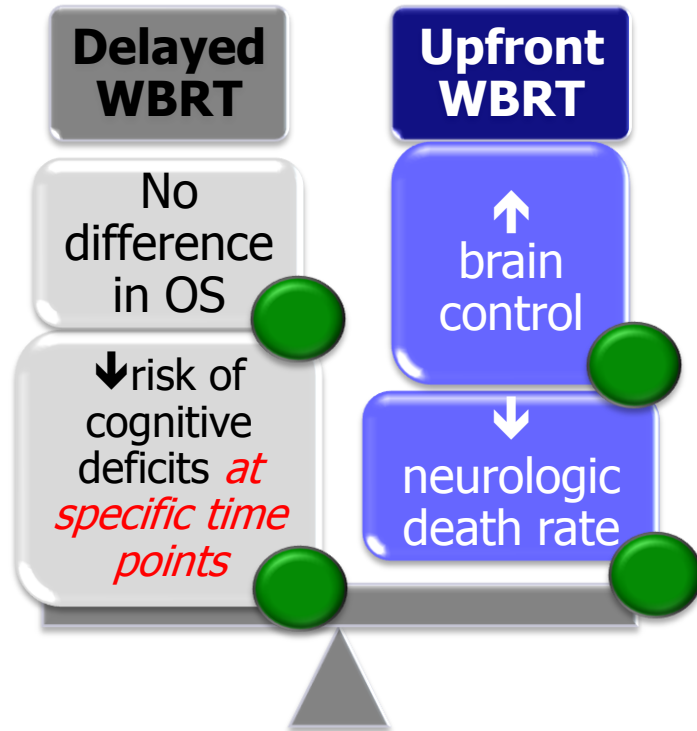 Delayed
WBRT
No
difference
in OS
🡻risk of
cognitive
deficits at
specific time
points
Upfront
WBRT
🡹
brain
control
🡻
neurologic
death rate